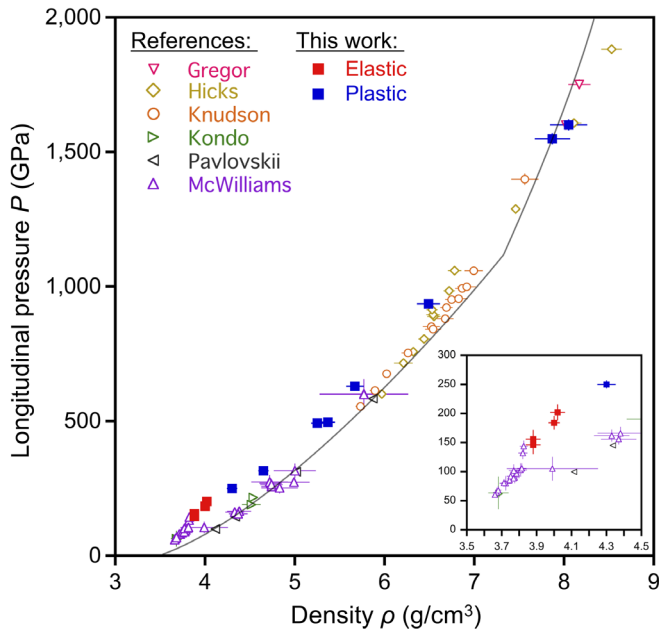 References:
This work:
Gregor
Hicks
Knudson
Kondo
Pavlovskii
McWilliams
Elastic
Plastic
Longitudinal pressure P (GPa)
2,000
1,500
1,000
500
0
3
4
5
6
7
8
9
Density ρ (g/cm³)
300
250
200
150
100
50
0
3.5
3.7
3.9
4.1
4.3
4.5